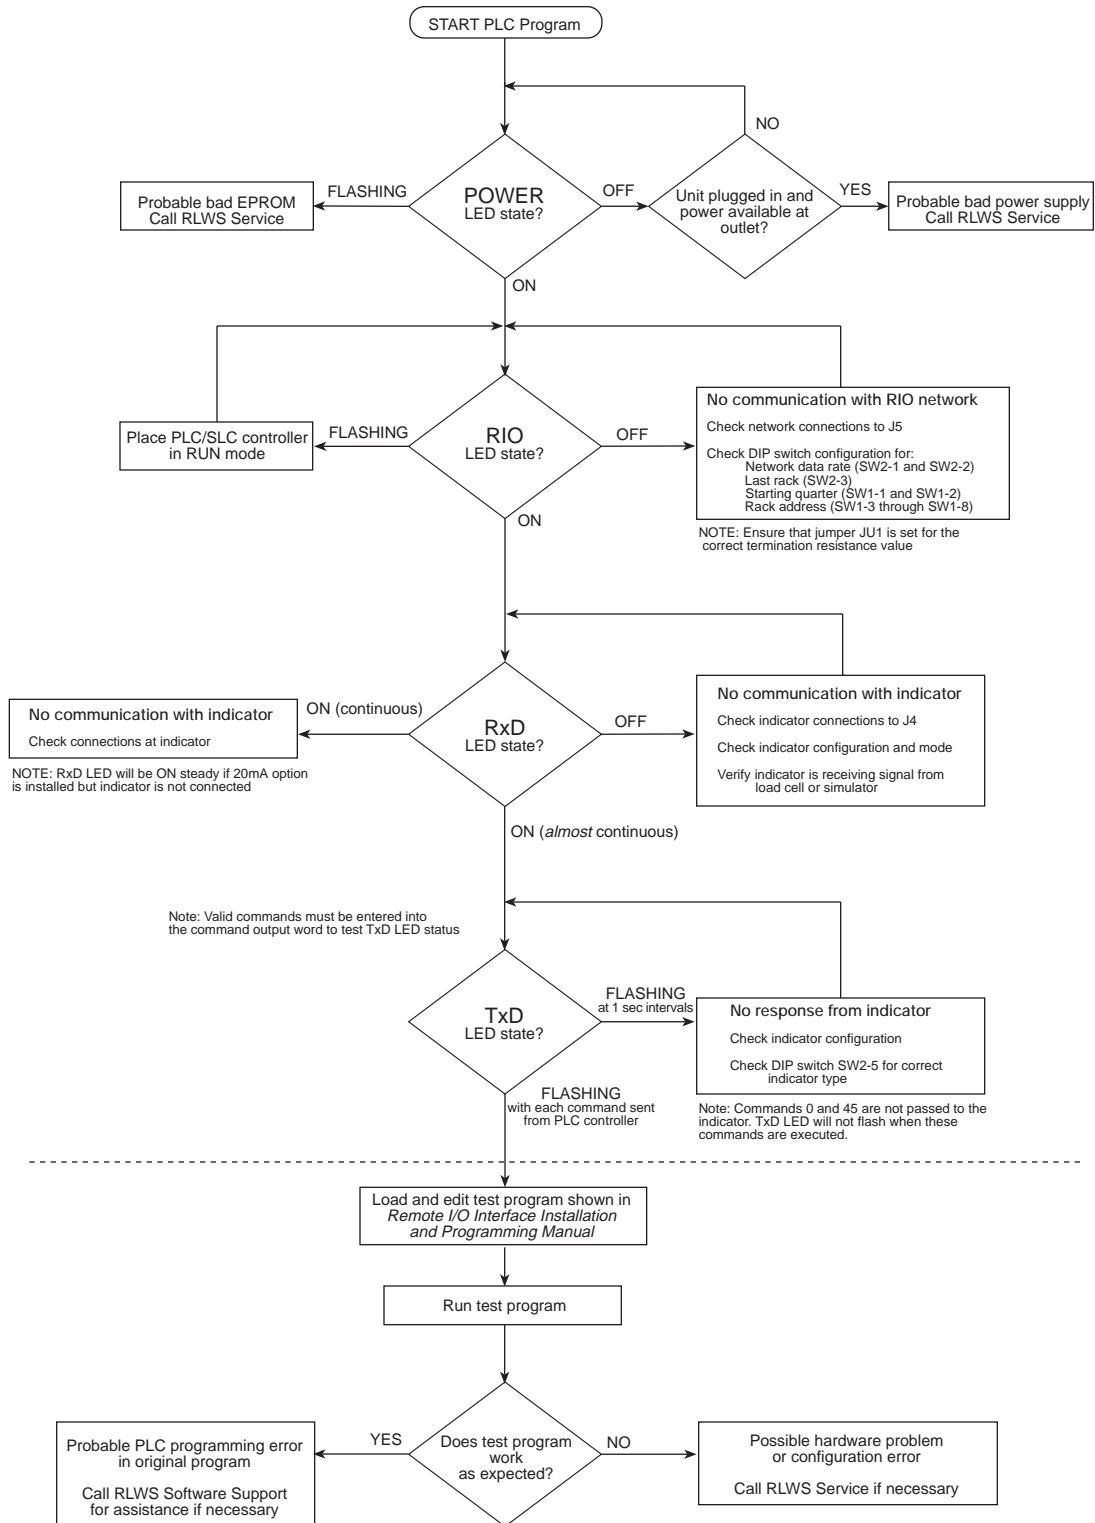 START PLC Program
NO
FLASHING
POWER
LED state?
OFF
Unit plugged in and
power available at
outlet?
YES
Probable bad EPROM
Call RLWS Service
Probable bad power supply
Call RLWS Service
ON
Place PLC/SLC controller
in RUN mode
FLASHING
RIO
LED state?
OFF
No communication with RIO network
Check network connections to J5
Check DIP switch configuration for:
Network data rate (SW2-1 and SW2-2)
Last rack (SW2-3)
Starting quarter (SW1-1 and SW1-2)
Rack address (SW1-3 through SW1-8)
ON
NOTE: Ensure that jumper JU1 is set for the
correct termination resistance value
No communication with indicator
Check connections at indicator
ON (continuous)
RxD
LED state?
OFF
No communication with indicator
Check indicator connections to J4
Check indicator configuration and mode
Verify indicator is receiving signal from
load cell or simulator
NOTE: RxD LED will be ON steady if 20mA option
is installed but indicator is not connected
ON (almost continuous)
Note: Valid commands must be entered into
the command output word to test TxD LED status
TxD
LED state?
FLASHING
at 1 sec intervals
No response from indicator
Check indicator configuration
Check DIP switch SW2-5 for correct
indicator type
FLASHING
with each command sent
from PLC controller
Note: Commands 0 and 45 are not passed to the
indicator. TxD LED will not flash when these
commands are executed.
Load and edit test program shown in
Remote I/O Interface Installation
and Programming Manual
Run test program
Probable PLC programming error
in original program
Call RLWS Software Support
for assistance if necessary
YES
Does test program
work
as expected?
NO
Possible hardware problem
or configuration error
Call RLWS Service if necessary